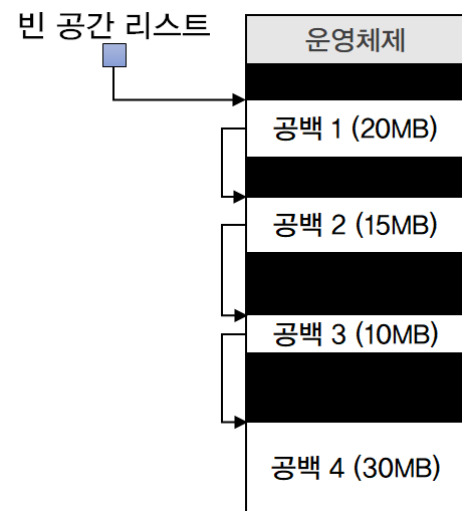 빈 공간 리스트
운영체제
공백 1 (20MB)
공백 2 (15MB)
공백 3 (10MB)
공백 4 (30MB)